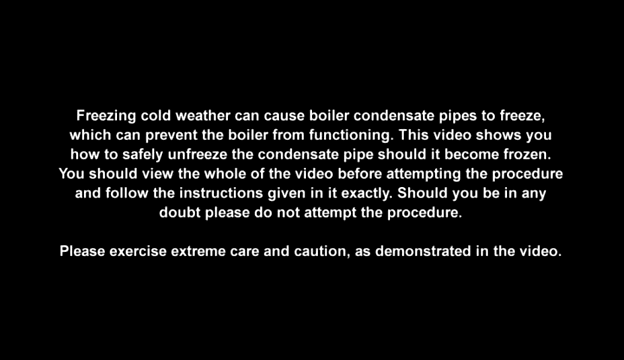 Freezing cold weather can cause boiler condensate pipes to freeze,
which can prevent the boiler from functioning. This video shows you
how to safely unfreeze the condensate pipe should it become frozen.
You should view the whole of the video before attempting the procedure
and follow the instructions given in it exactly. Should you be in any
doubt please do not attempt the procedure.
Please exercise extreme care and caution, as demonstrated in the video.